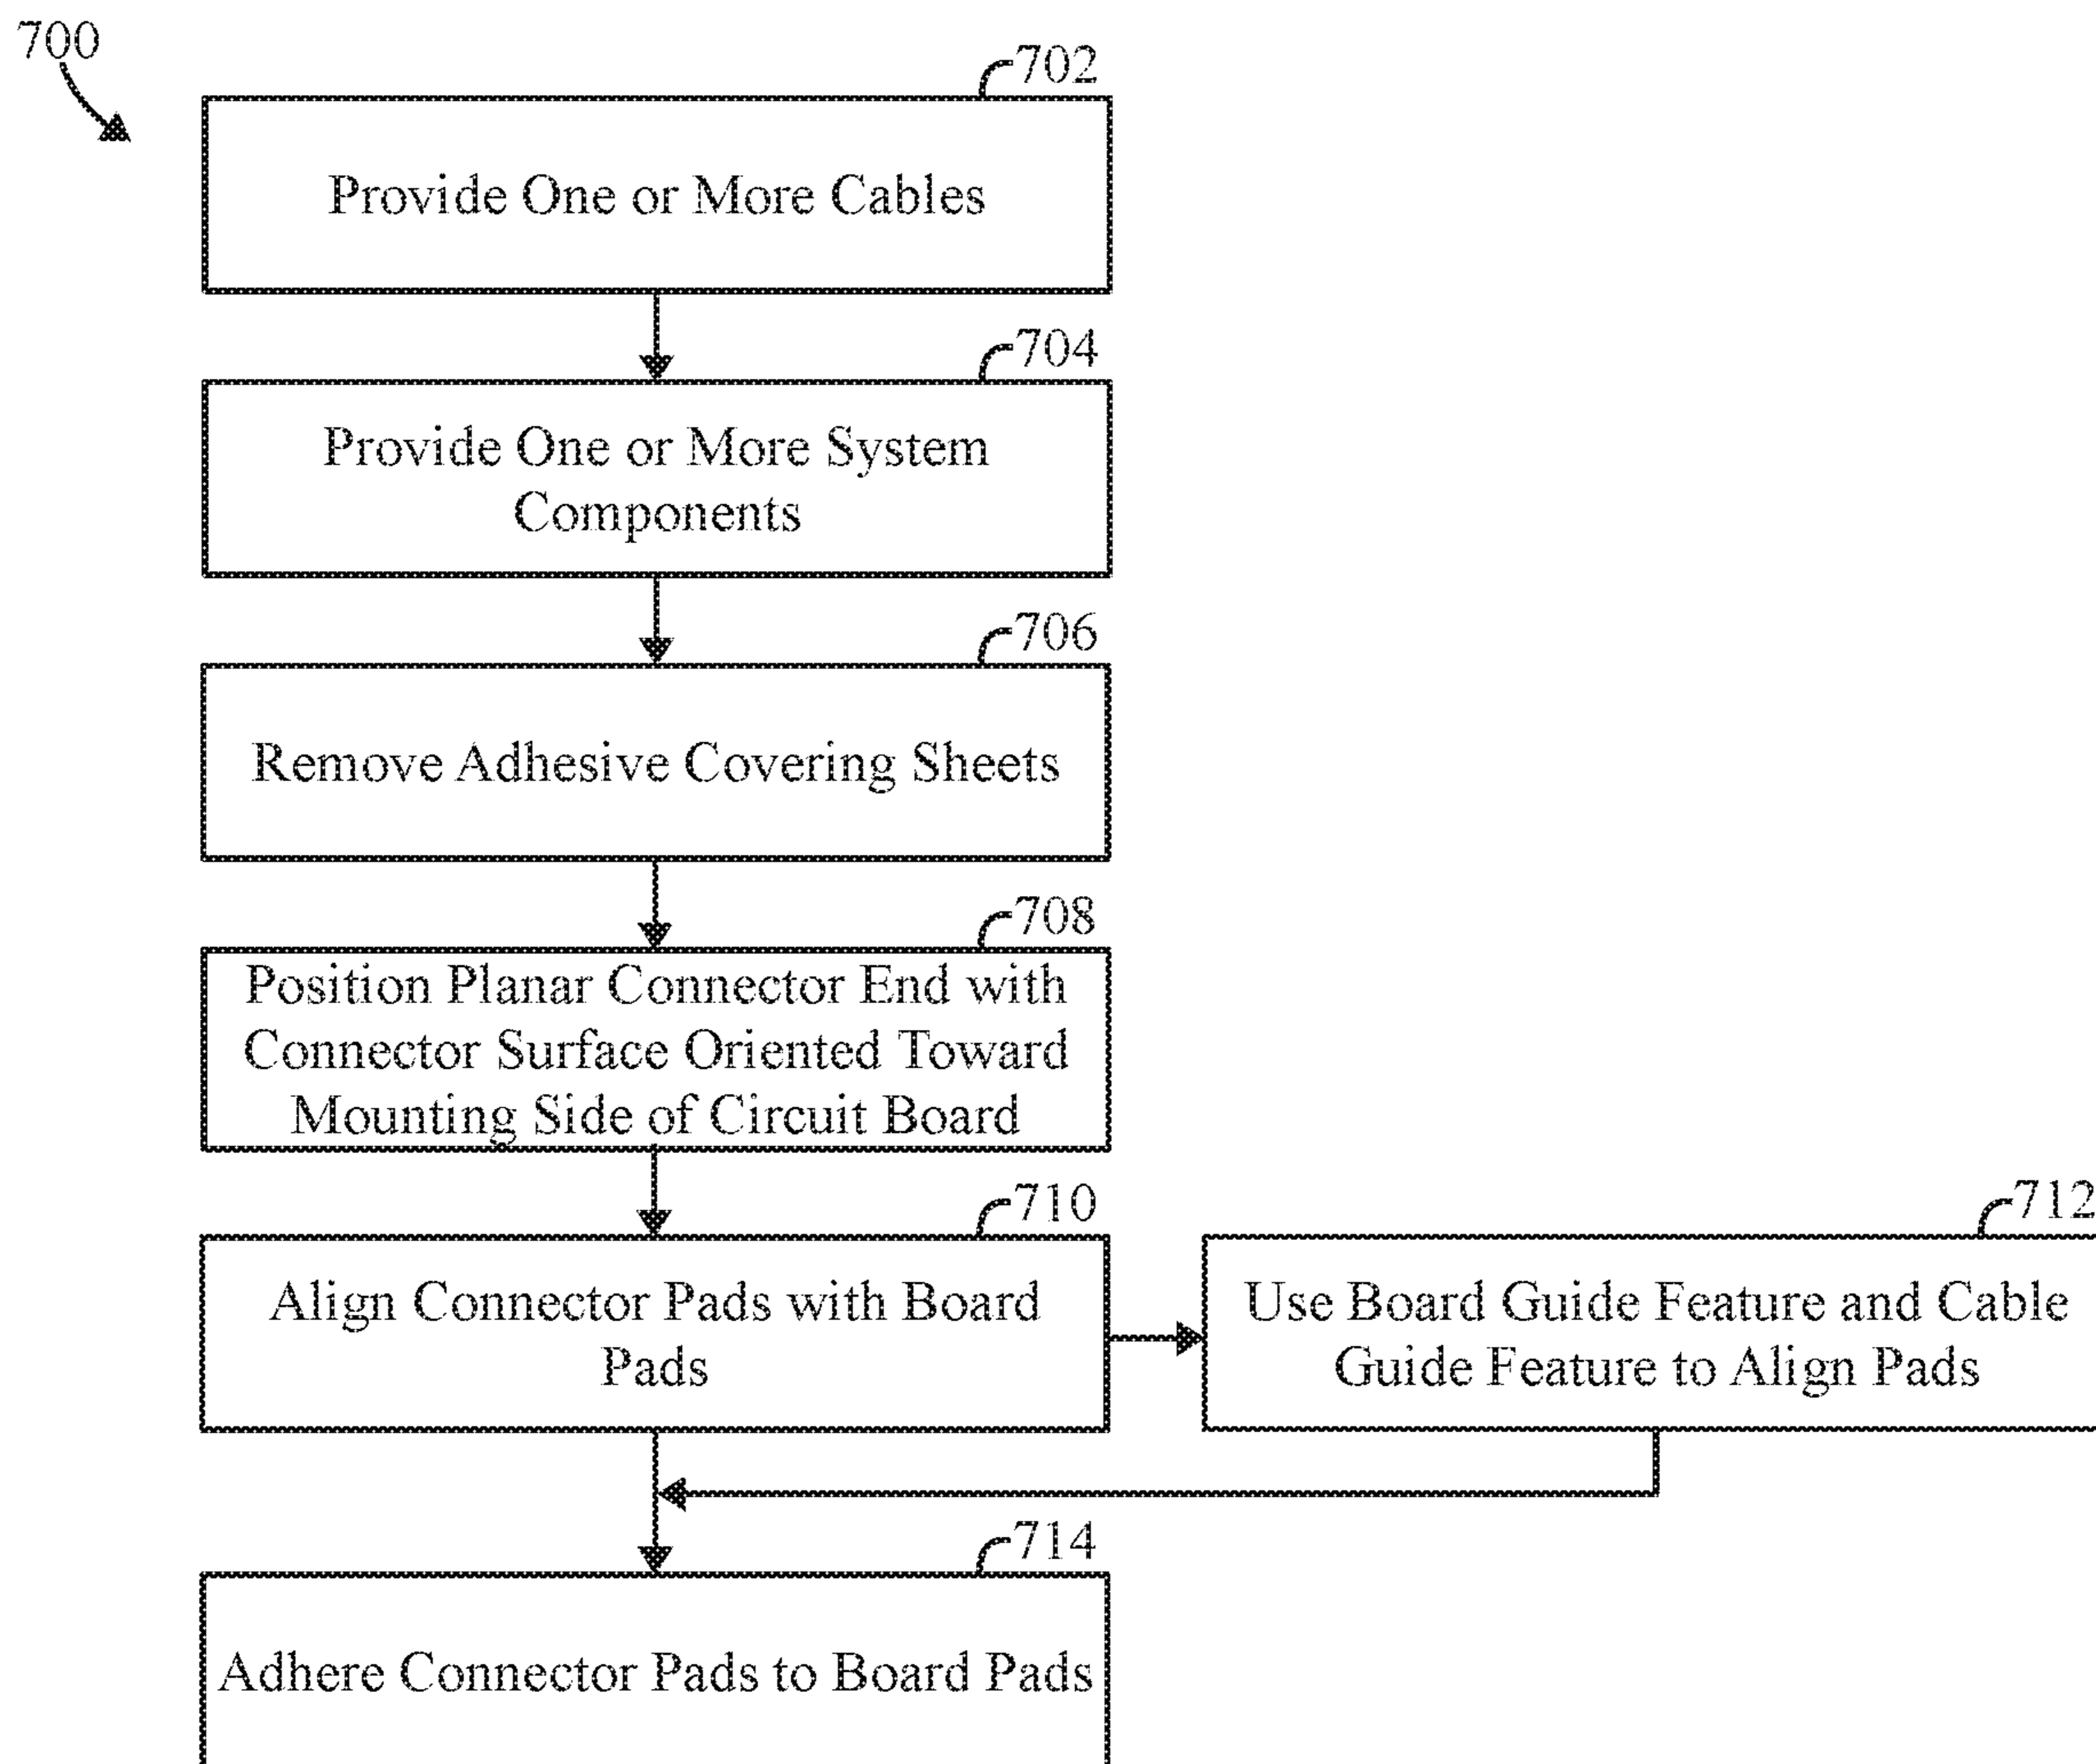 700
702
Provide One or More Cables
704
Provide One or More System
Components
706
Remove Adhesive Covering Sheets
708
Position Planar Connector End with
Connector Surface Oriented Toward
Mounting Side of Circuit Board
710
Align Connector Pads with Board
Pads
712
Use Board Guide Feature and Cable
Guide Feature to Align Pads
714
Adhere Connector Pads to Board Pads